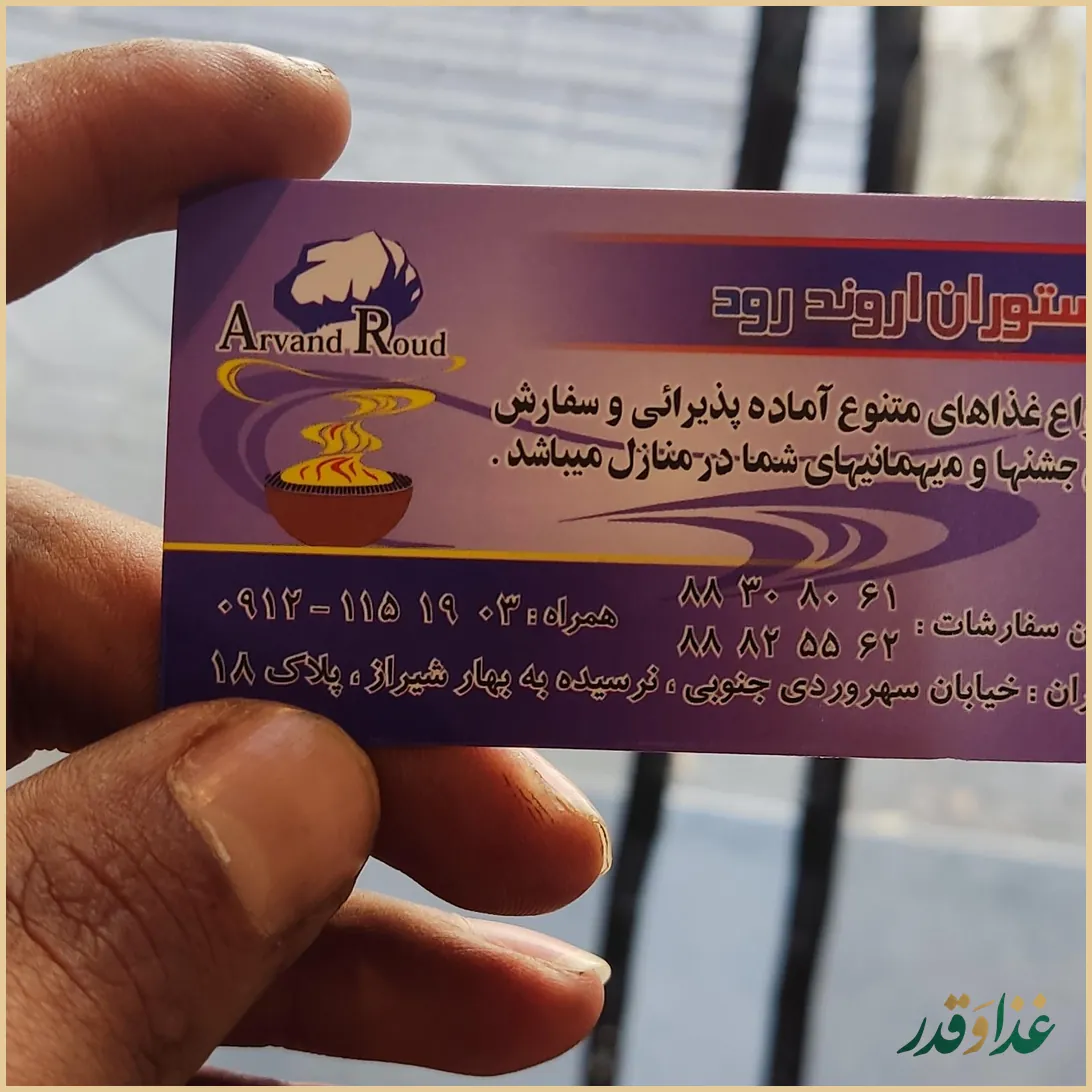 ستوران اروند رود
Arvand Roud
اع غذاهای متنوع آماده پذیرائی و سفارش
جشنها و میهمانیهای شما در منازل میباشد .
ن سفارشات : ۸۸ ۳۰ ۸۰ ۶۱
۸۸ ۸۲ ۵۵ ۶۲
همراه : ۰۹۱۲ - ۱۱۵ ۱۹ ۰۳
ران : خیابان سهروردی جنوبی ، نرسیده به بهار شیراز ، پلاک ۱۸
غذا و قدر